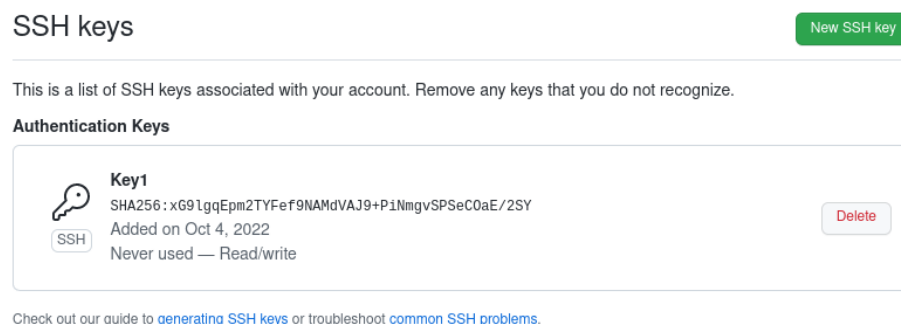 SSH keys
New SSH key
This is a list of SSH keys associated with your account. Remove any keys that you do not recognize.
Authentication Keys
Key1
SHA256:xG9lgqEpm2TYFef9NAMdVAJ9+PiNmgvSPSeCOaE/2SY
Added on Oct 4, 2022
SSH
Never used — Read/write
Delete
Check out our guide to generating SSH keys or troubleshoot common SSH problems.